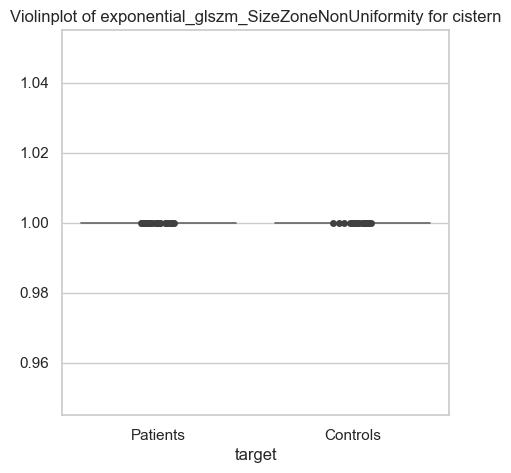 Violinplot of exponential_glszm_SizeZoneNonUniformity for cistern
1.04
1.02
1.00
0.98
0.96
Patients Controls
target